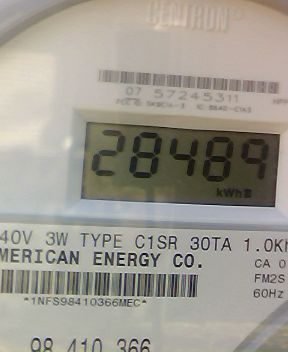 CENTRON®
07 57245311
28489
kWh
40V 3W TYPE C1SR 30TA 1.0K
MERICAN ENERGY CO.
CA 0
FM2S
*1NFS98410366MEC*
60Hz
98 410 366